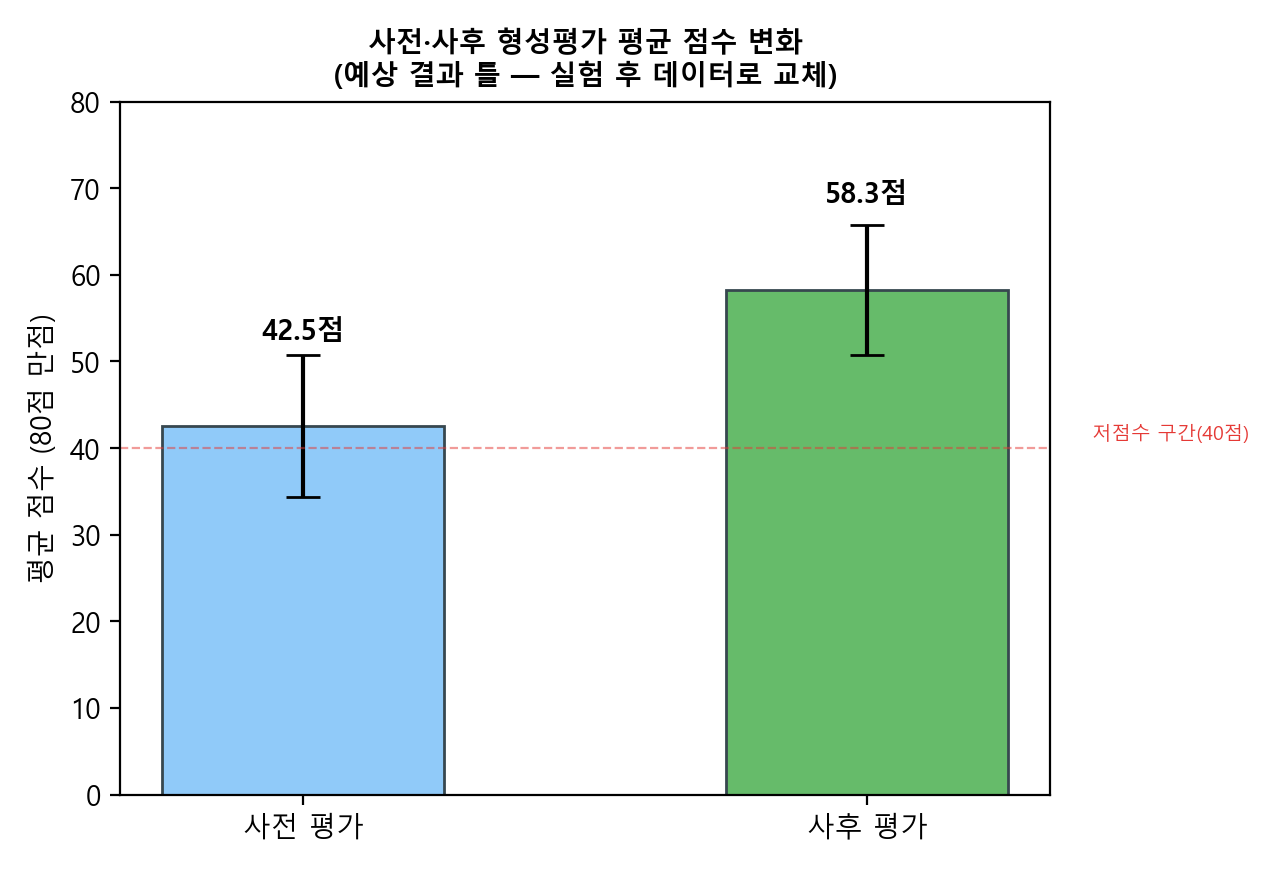 사전·사후 형성평가 평균 점수 변화
(예상 결과 틀 — 실험 후 데이터로 교체)
평균 점수 (80점 만점)
80
70
60
50
40
30
20
10
0
42.5점
58.3점
저점수 구간(40점)
사전 평가
사후 평가